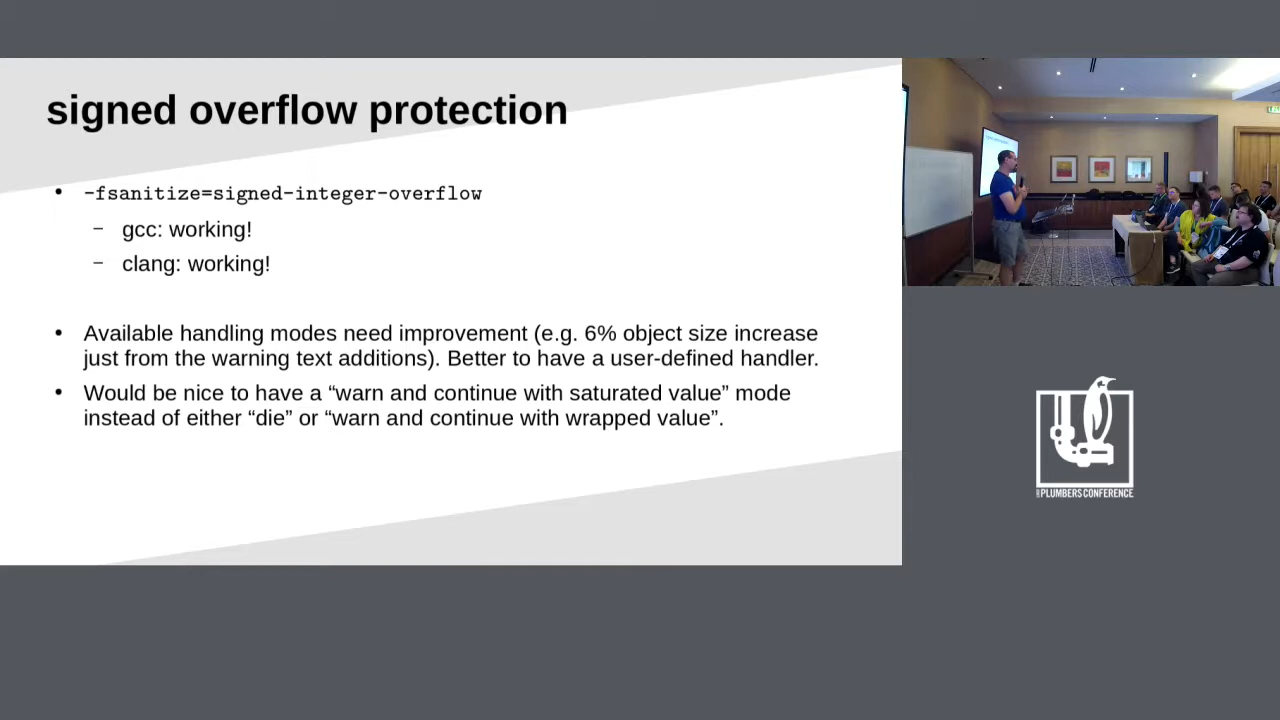 signed overflow protection
• -fsanitize=signed-integer-overflow
– gcc: working!
– clang: working!
• Available handling modes need improvement (e.g. 6% object size increase
just from the warning text additions). Better to have a user-defined handler.
• Would be nice to have a “warn and continue with saturated value” mode
instead of either “die” or “warn and continue with wrapped value”.
PLUMBERS CONFERENCE